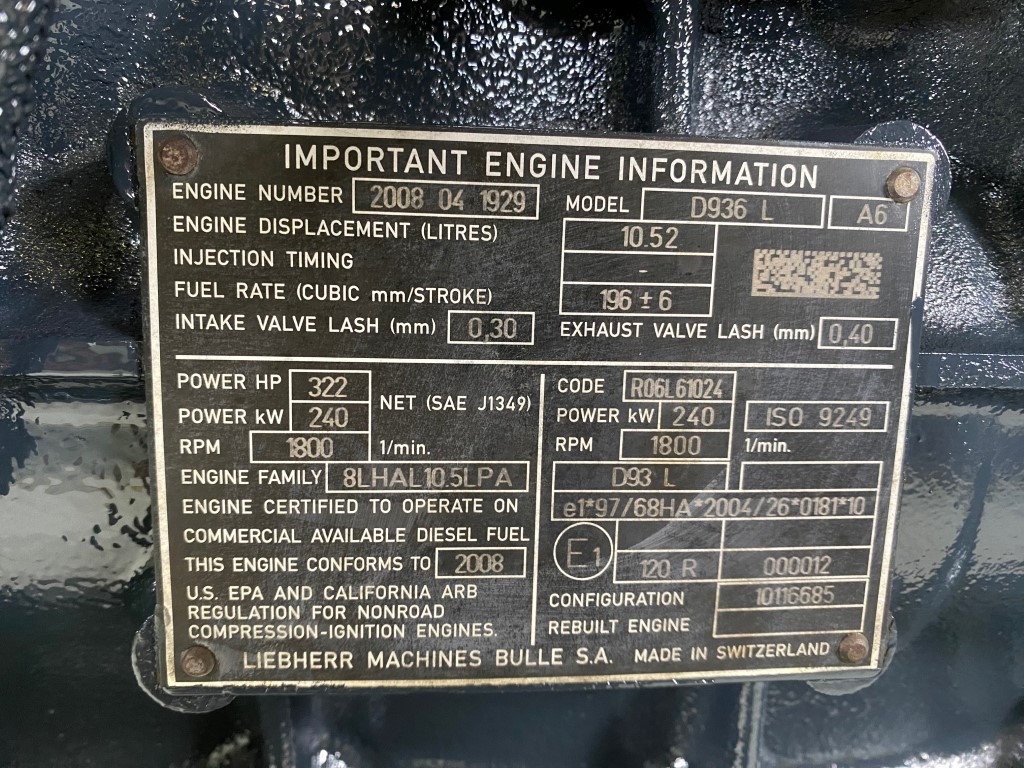 IMPORTANT ENGINE INFORMATION
ENGINE NUMBER 2008 04 1929 MODEL D936 L A6
ENGINE DISPLACEMENT (LITRES) 10.52
INJECTION TIMING -
FUEL RATE (CUBIC mm/STROKE) 196 ± 6
INTAKE VALVE LASH (mm) 0,30 EXHAUST VALVE LASH (mm) 0,40
POWER HP 322
POWER kW 240 NET (SAE J1349)
RPM 1800 1/min.
ENGINE FAMILY 8LHAL10.5LPA
ENGINE CERTIFIED TO OPERATE ON
COMMERCIAL AVAILABLE DIESEL FUEL
THIS ENGINE CONFORMS TO 2008
U.S. EPA AND CALIFORNIA ARB
REGULATION FOR NONROAD
COMPRESSION-IGNITION ENGINES.
CODE R06L61024
POWER kW 240 ISO 9249
RPM 1800 1/min.
D93 L
e1*97/68HA*2004/26*0181*10
E1 120 R 000012
CONFIGURATION 10116685
REBUILT ENGINE
LIEBHERR MACHINES BULLE S.A. MADE IN SWITZERLAND